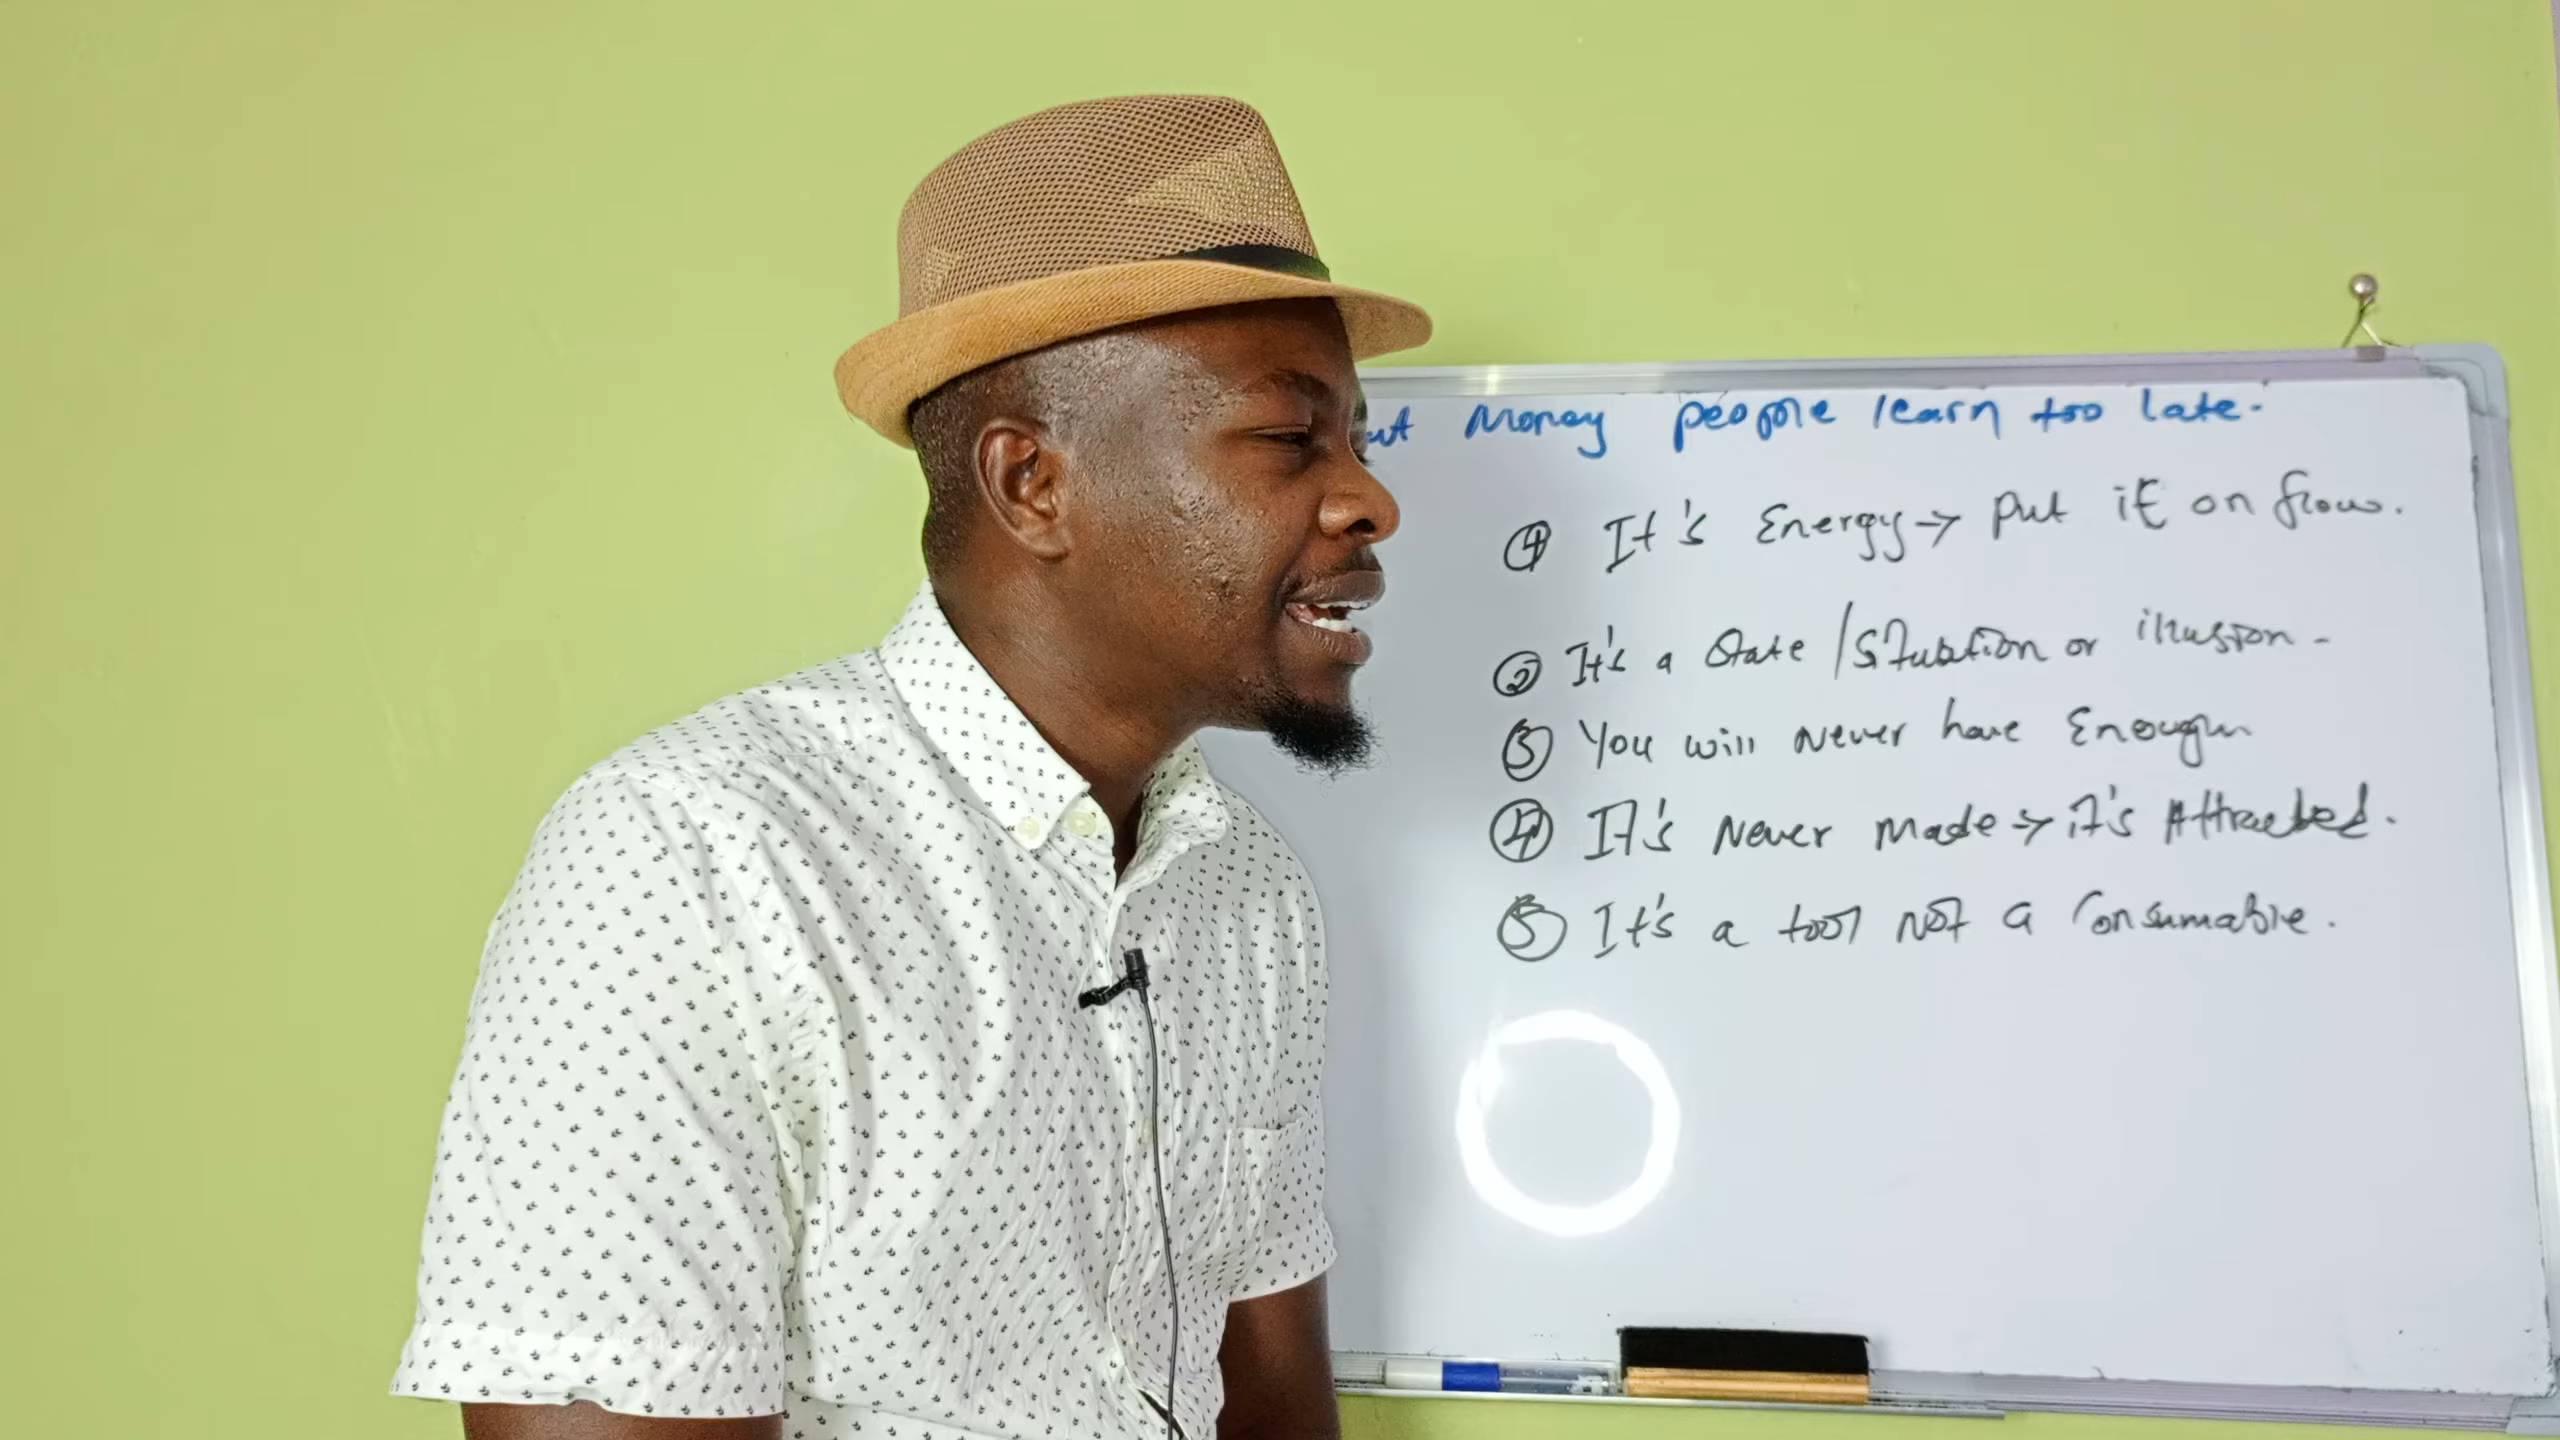 ut Money people learn too late.
① It's Energy → Put it on flow.
② It's a State / Situation or illusion -
③ You will Never have Enough
④ It's Never Made → it's Attracted.
⑤ It's a tool Not a Consumable.